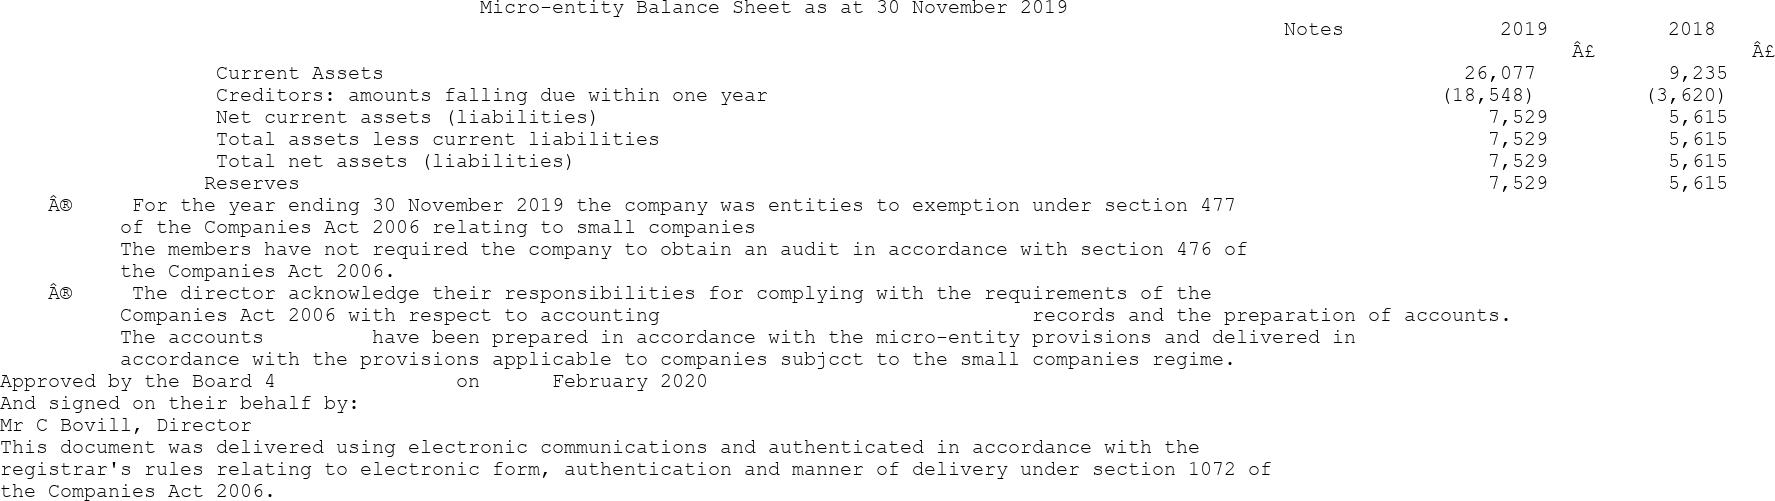 Micro-entity Balance Sheet as at 30 November 2019
Notes 2019 2018
Â£ Â£
Current Assets 26,077 9,235
Creditors: amounts falling due within one year (18,548) (3,620)
Net current assets (liabilities) 7,529 5,615
Total assets less current liabilities 7,529 5,615
Total net assets (liabilities) 7,529 5,615
Reserves 7,529 5,615
Â® For the year ending 30 November 2019 the company was entities to exemption under section 477
of the Companies Act 2006 relating to small companies
The members have not required the company to obtain an audit in accordance with section 476 of
the Companies Act 2006.
Â® The director acknowledge their responsibilities for complying with the requirements of the
Companies Act 2006 with respect to accounting records and the preparation of accounts.
The accounts have been prepared in accordance with the micro-entity provisions and delivered in
accordance with the provisions applicable to companies subjcct to the small companies regime.
Approved by the Board 4 on February 2020
And signed on their behalf by:
Mr C Bovill, Director
This document was delivered using electronic communications and authenticated in accordance with the
registrar's rules relating to electronic form, authentication and manner of delivery under section 1072 of
the Companies Act 2006.